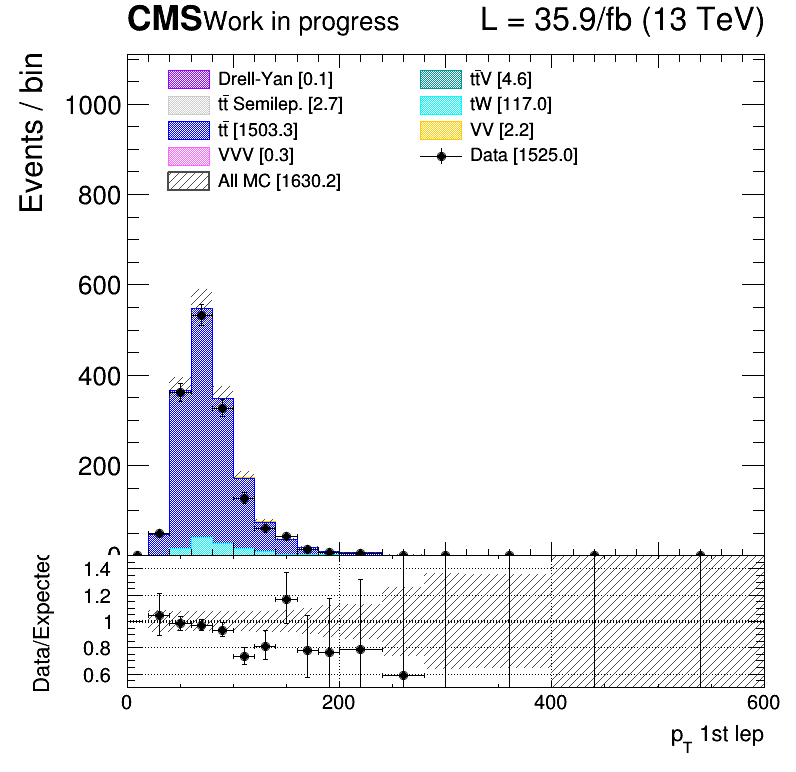 CMS Work in progress L = 35.9/fb (13 TeV)
Events / bin
1000
800
600
400
200
0
Drell-Yan [0.1]
tt̄ Semilep. [2.7]
tt̄ [1503.3]
VVV [0.3]
All MC [1630.2]
tt̄V [4.6]
tW [117.0]
VV [2.2]
Data [1525.0]
Data/Expected
1.4
1.2
1
0.8
0.6
0 200 400 600
p_T 1st lep